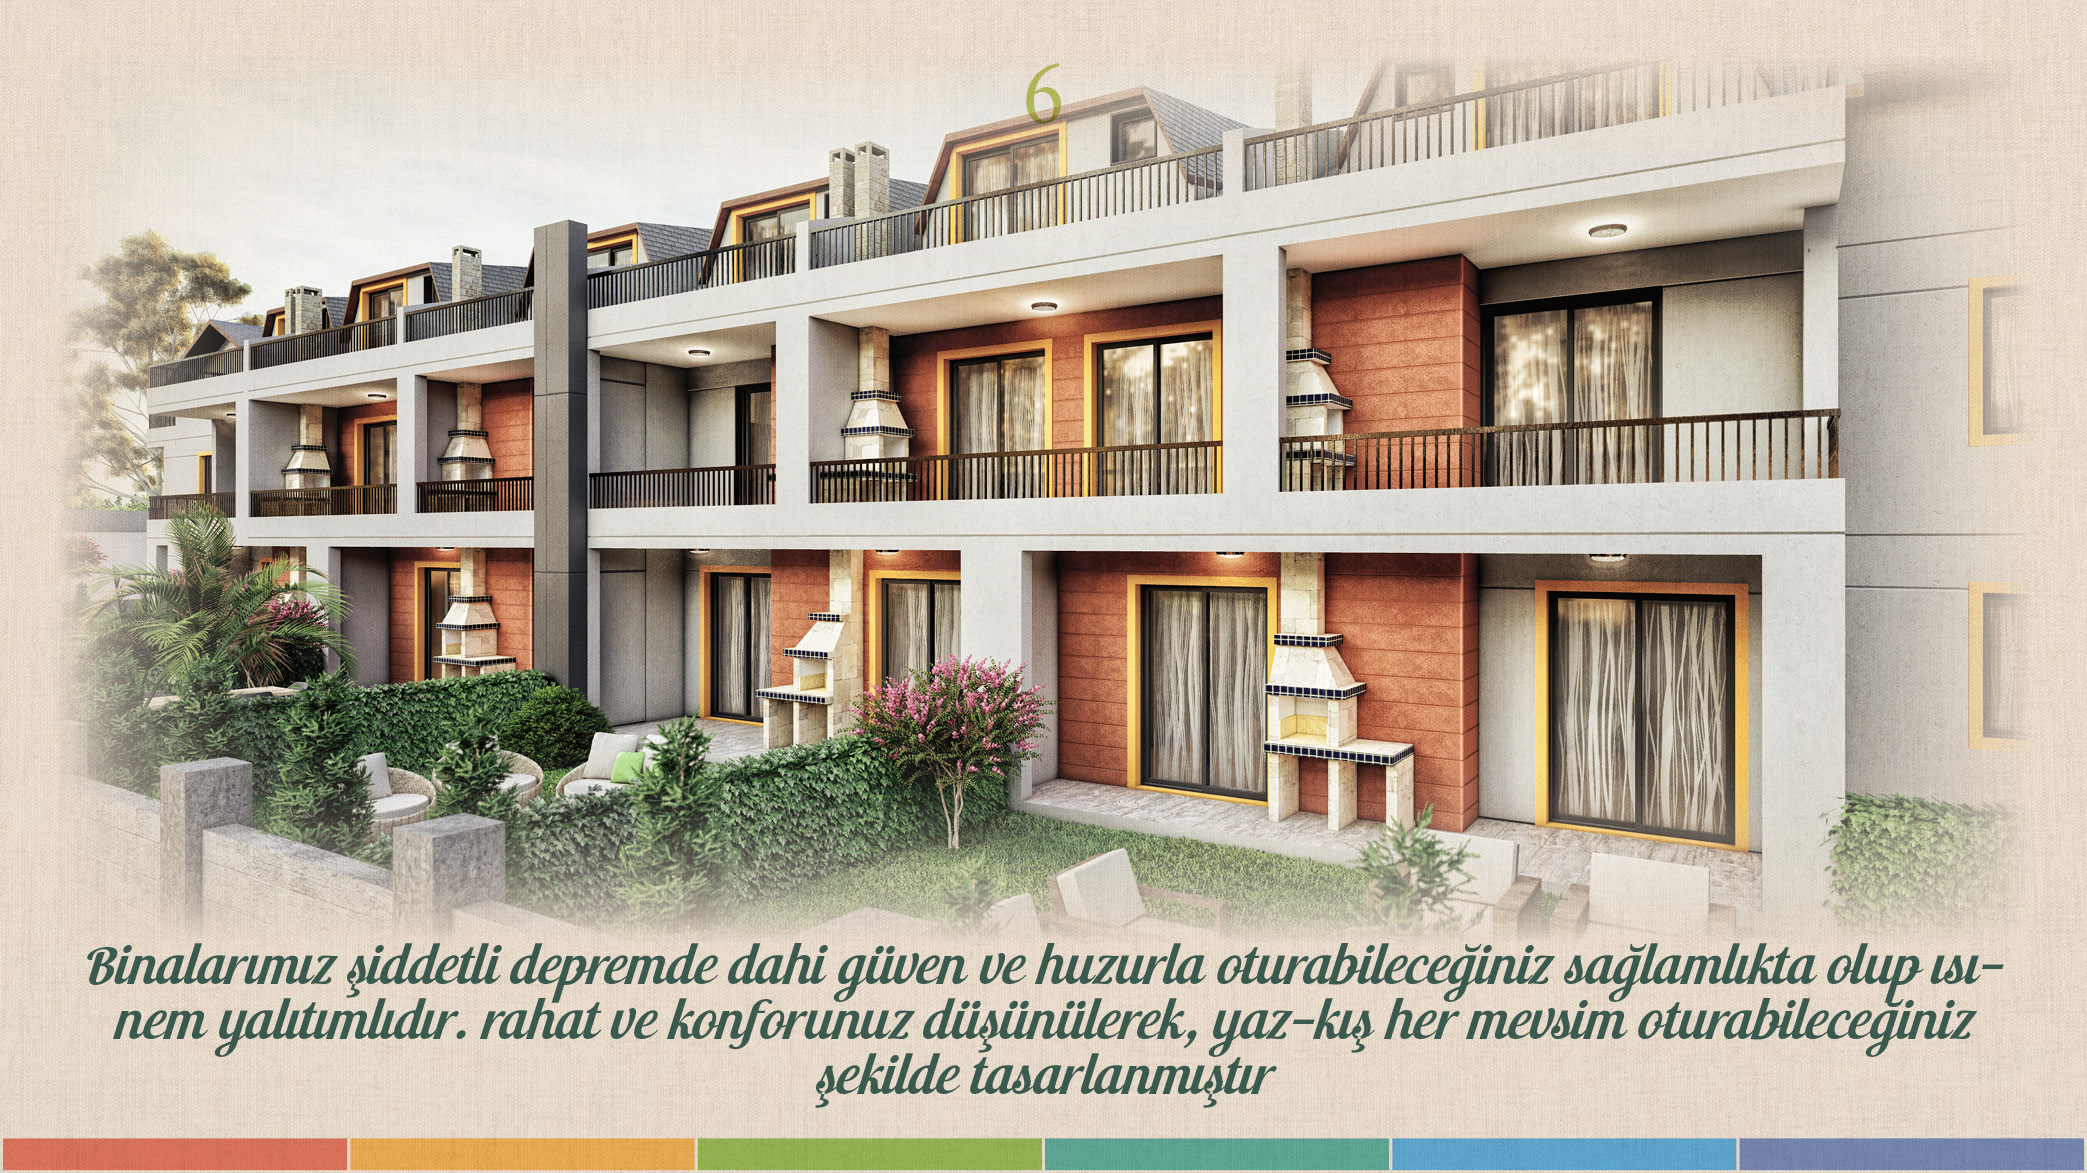 6
Binalarımız şiddetli depremde dahi güven ve huzurla oturabileceğiniz sağlamlıkta olup ısı-
nem yalıtımlıdır. rahat ve konforunuz düşünülerek, yaz-kış her mevsim oturabileceğiniz
şekilde tasarlanmıştır